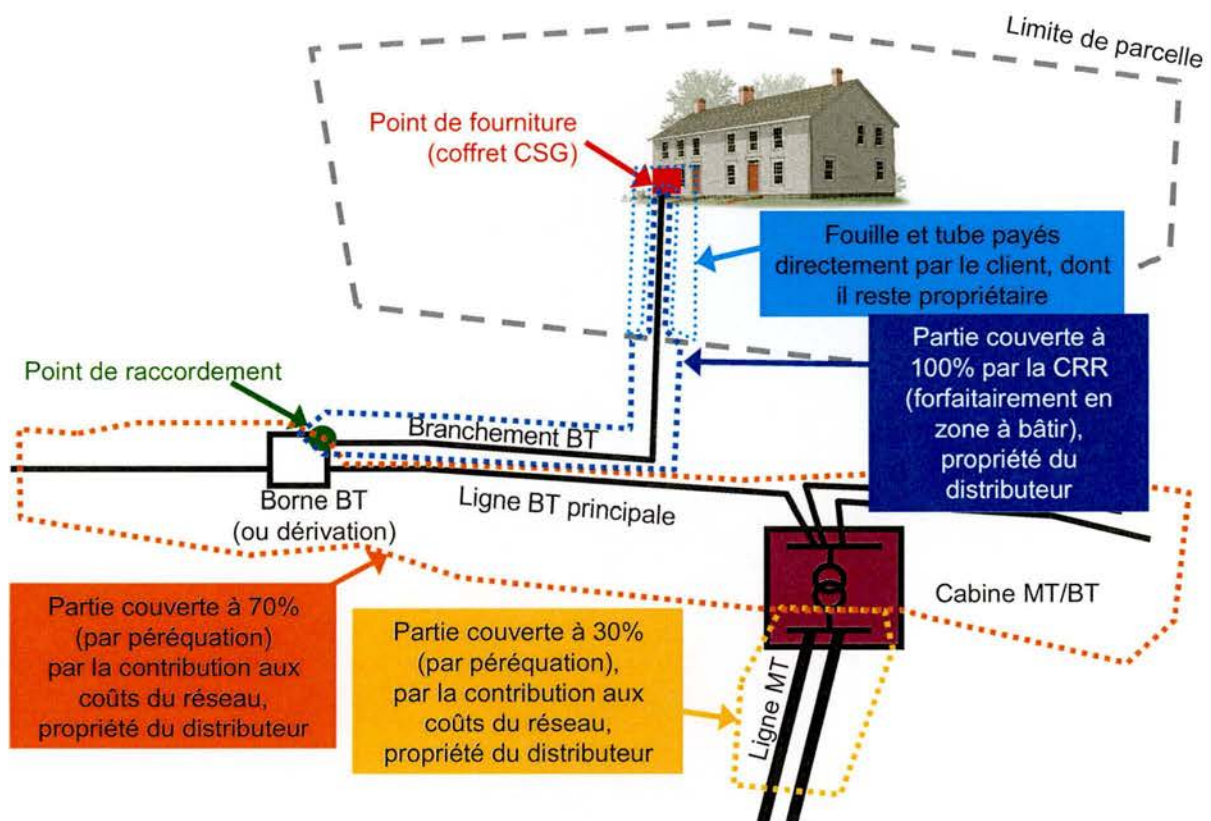 Limite de parcelle
Point de fourniture
(coffret CSG)
Fouille et tube payés
directement par le client, dont
il reste propriétaire
Partie couverte à
100% par la CRR
(forfaitairement en
zone à bâtir),
propriété du
distributeur
Point de raccordement
Branchement BT
Borne BT
(ou dérivation)
Ligne BT principale
Cabine MT/BT
Partie couverte à 70%
(par péréquation)
par la contribution aux
coûts du réseau,
propriété du distributeur
Partie couverte à 30%
(par péréquation),
par la contribution aux
coûts du réseau,
propriété du distributeur
Ligne MT